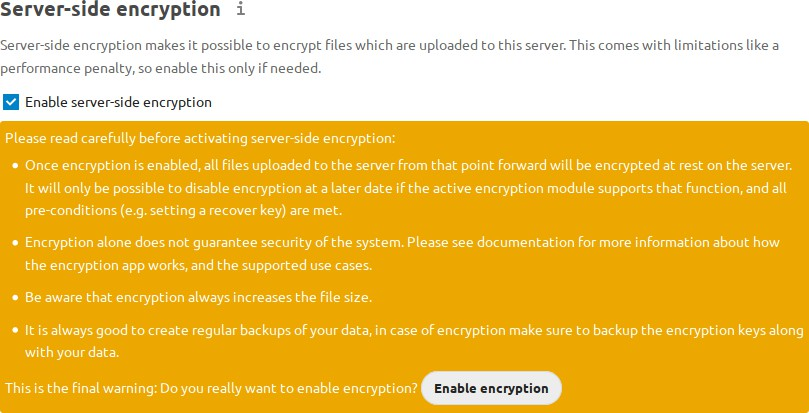 Server-side encryption i
Server-side encryption makes it possible to encrypt files which are uploaded to this server. This comes with limitations like a
performance penalty, so enable this only if needed.
Enable server-side encryption
Please read carefully before activating server-side encryption:
• Once encryption is enabled, all files uploaded to the server from that point forward will be encrypted at rest on the server.
It will only be possible to disable encryption at a later date if the active encryption module supports that function, and all
pre-conditions (e.g. setting a recover key) are met.
• Encryption alone does not guarantee security of the system. Please see documentation for more information about how
the encryption app works, and the supported use cases.
• Be aware that encryption always increases the file size.
• It is always good to create regular backups of your data, in case of encryption make sure to backup the encryption keys along
with your data.
This is the final warning: Do you really want to enable encryption? Enable encryption